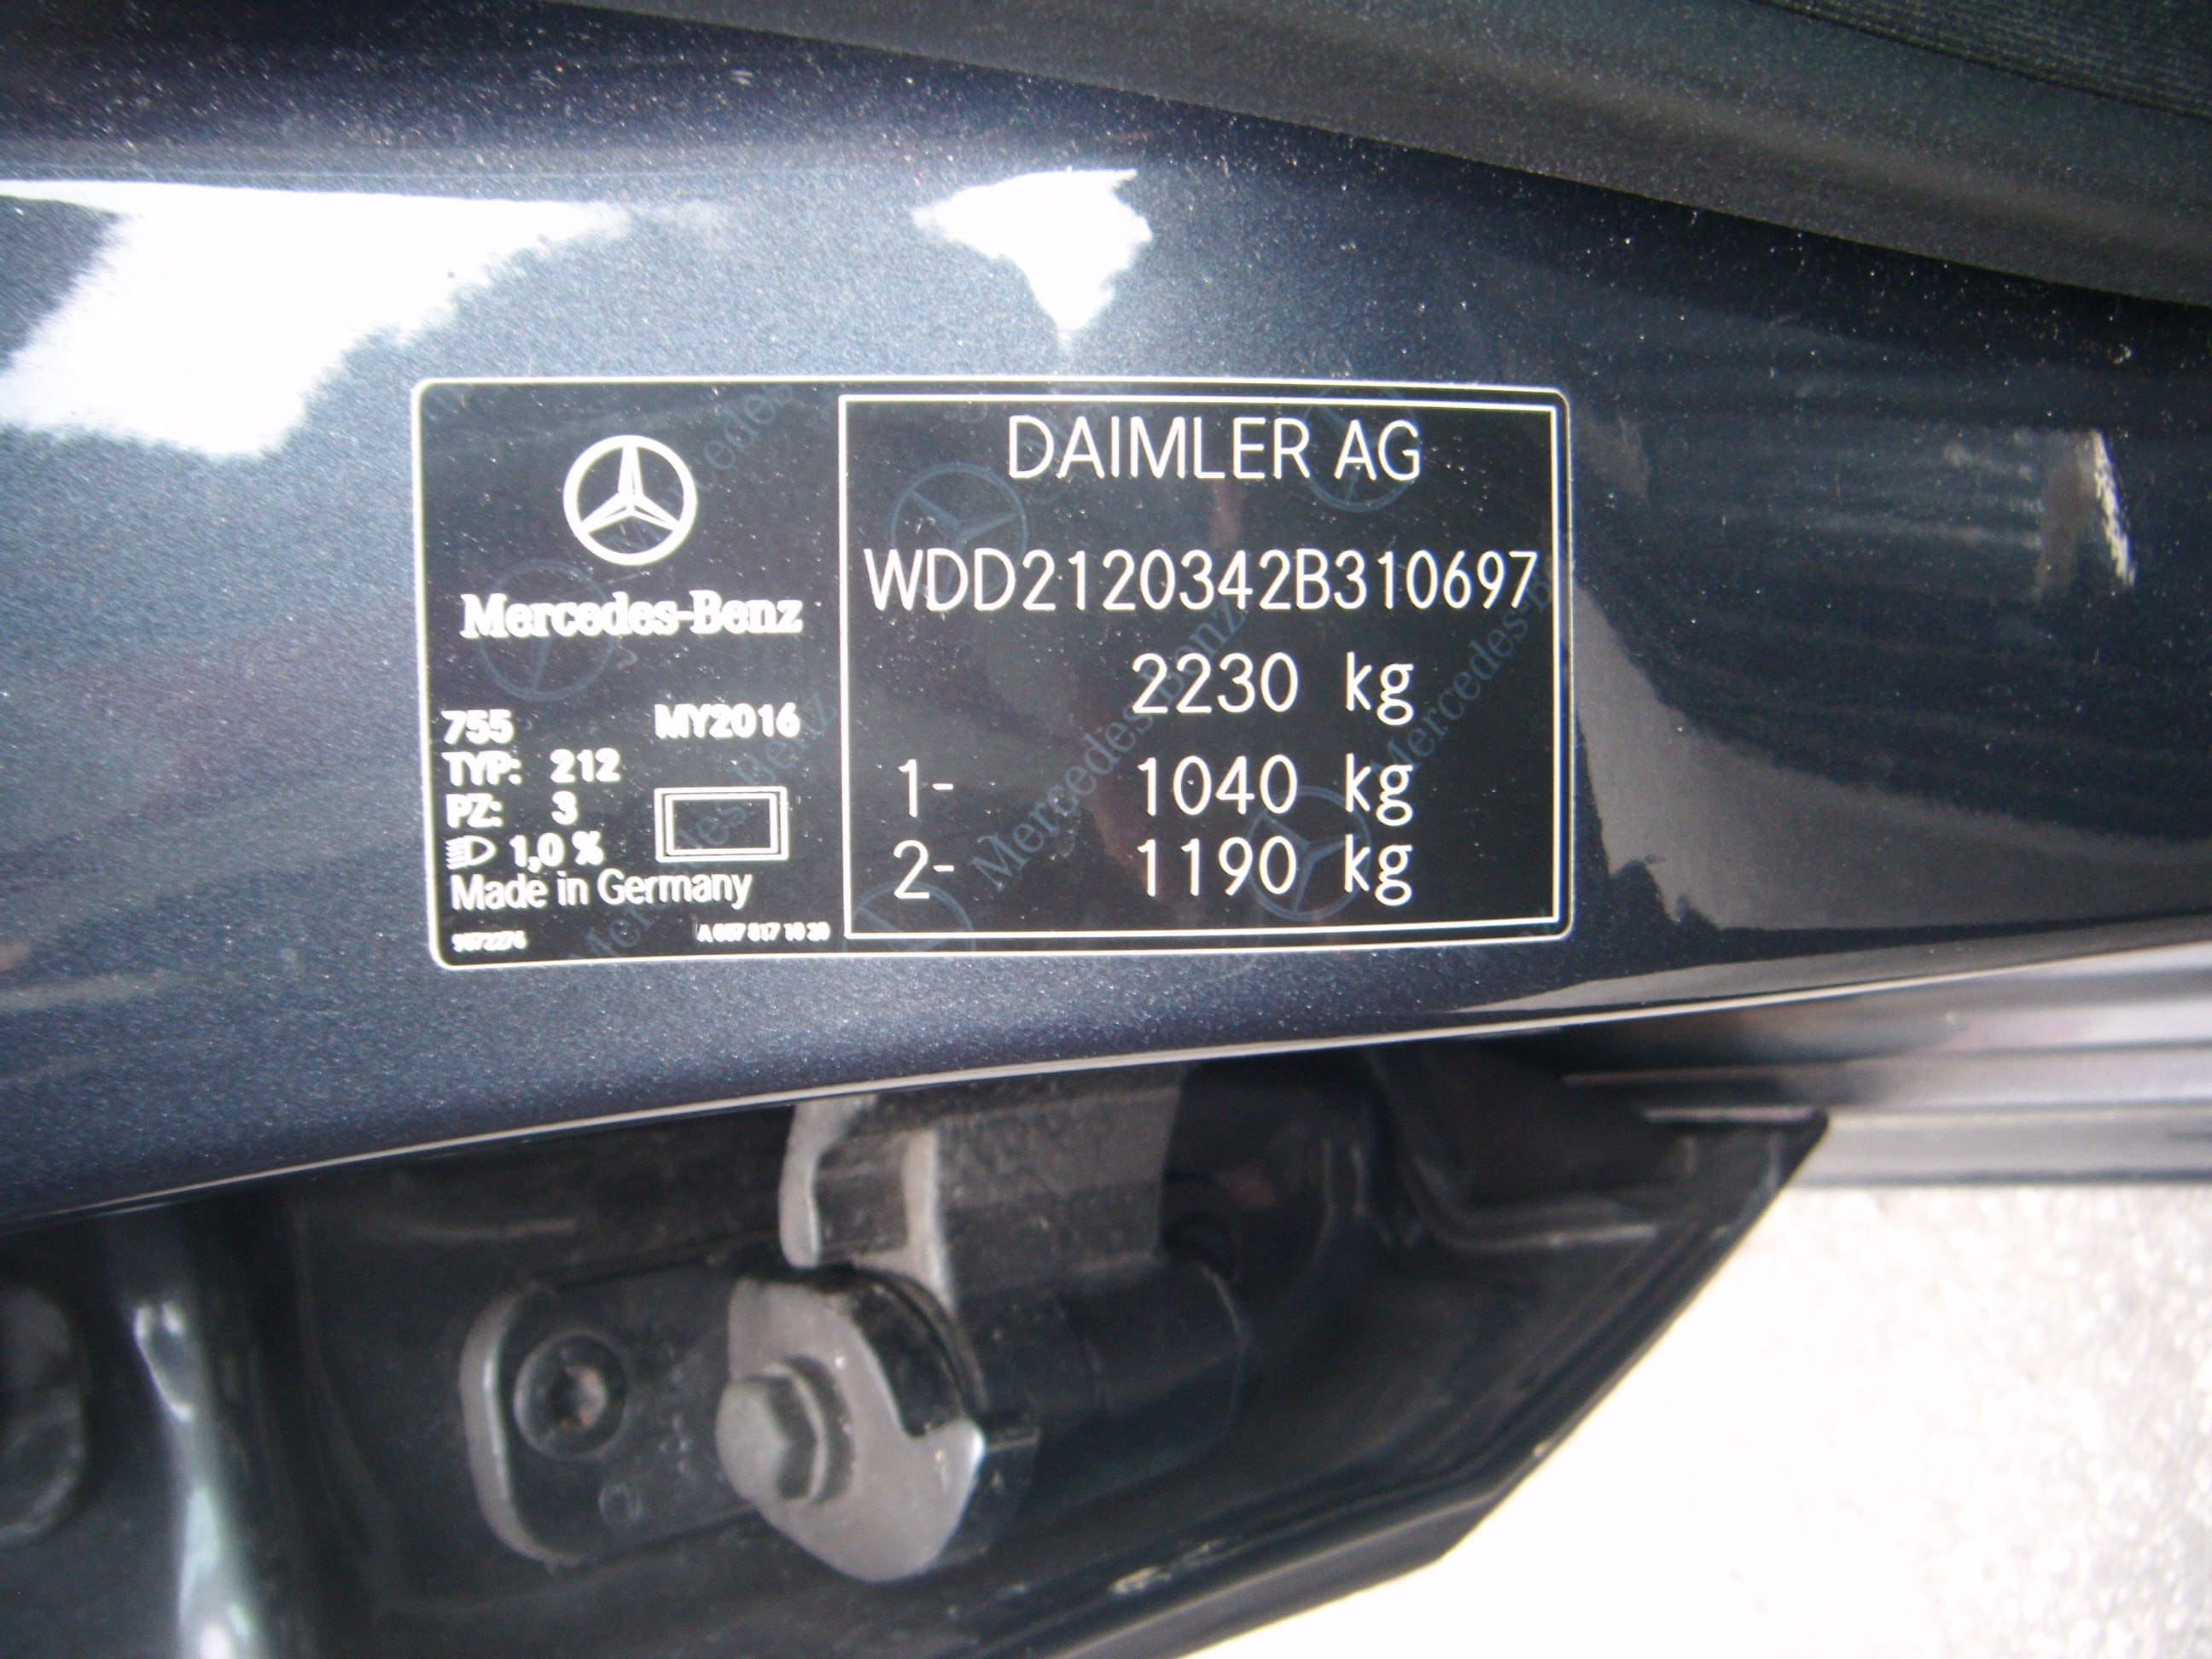 Mercedes-Benz
755 MY2016
TYP: 212
PZ: 3
1,0 %
Made in Germany
DAIMLER AG
WDD2120342B310697
2230 kg
1- 1040 kg
2- 1190 kg